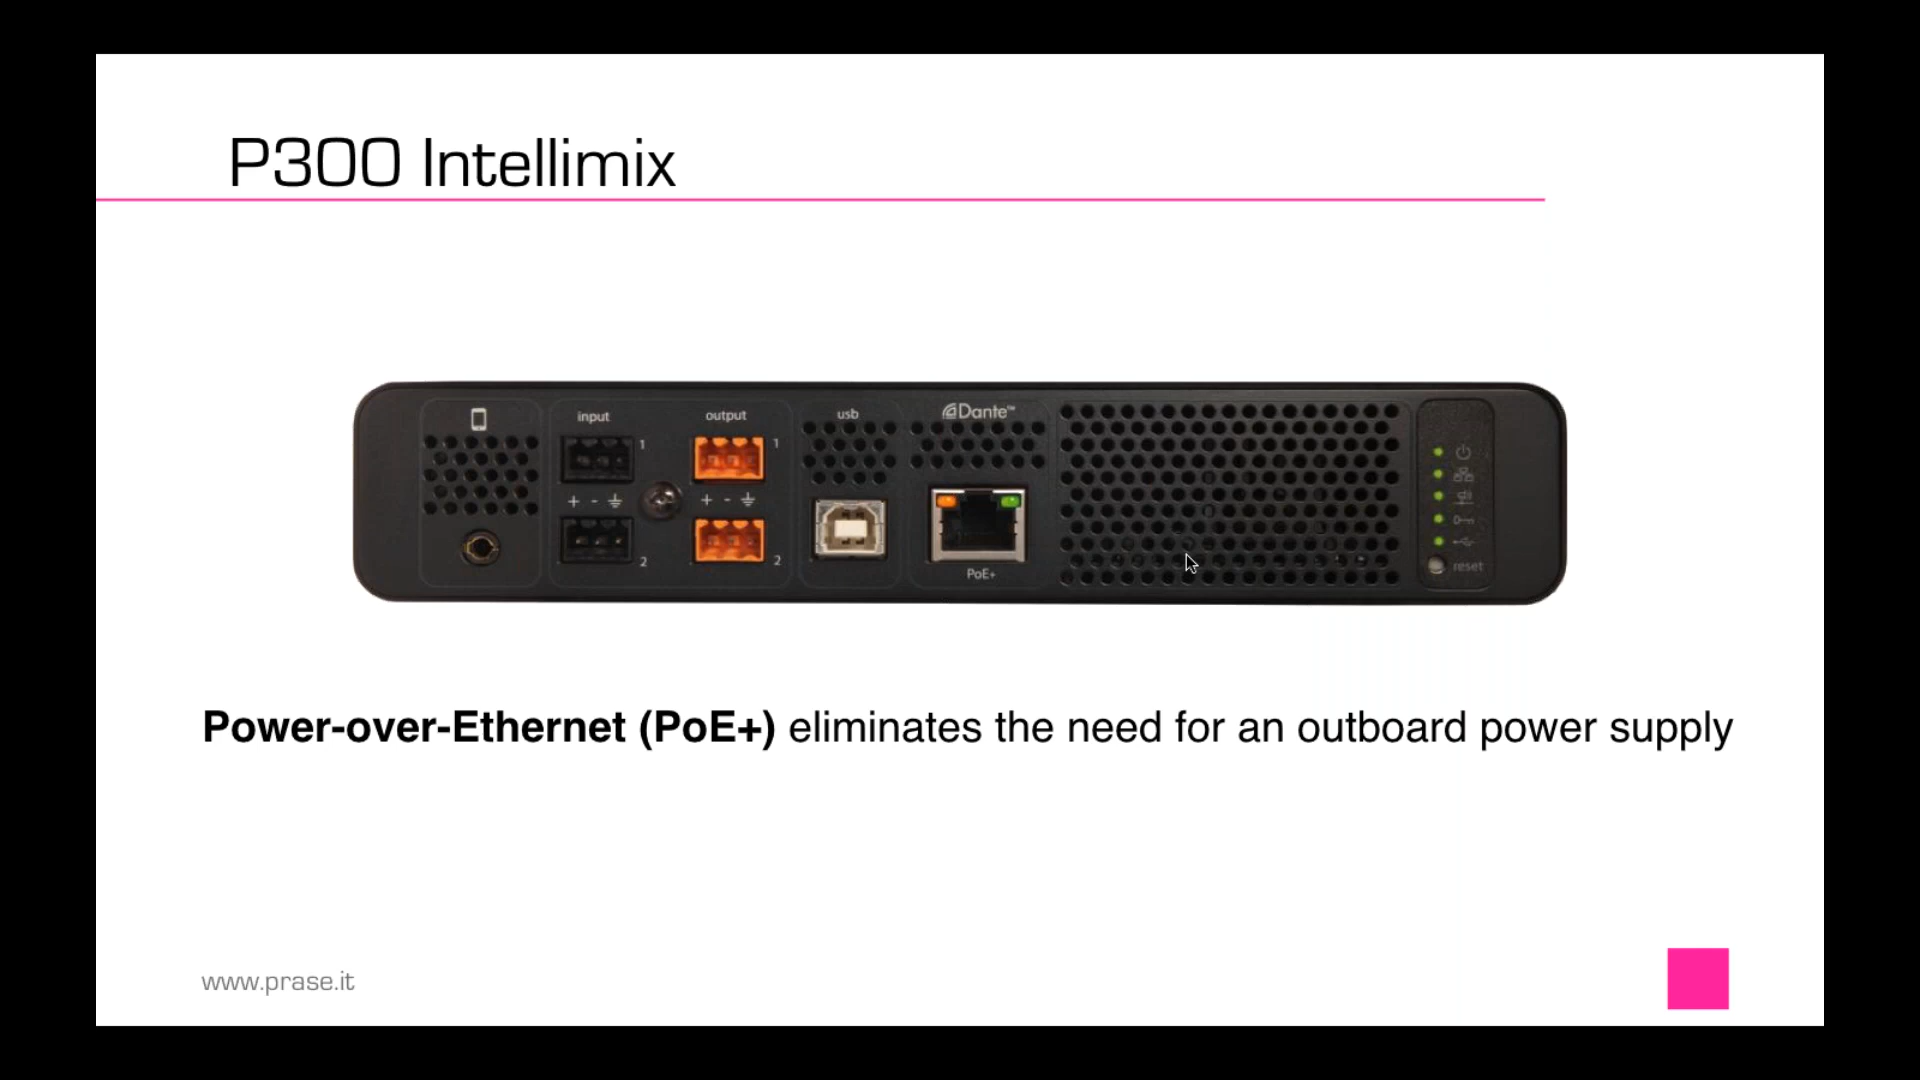 P300 Intellimix
input
output
usb
Dante™
1
1
+ -
+ -
2
2
PoE+
reset
Power-over-Ethernet (PoE+) eliminates the need for an outboard power supply
www.prase.it